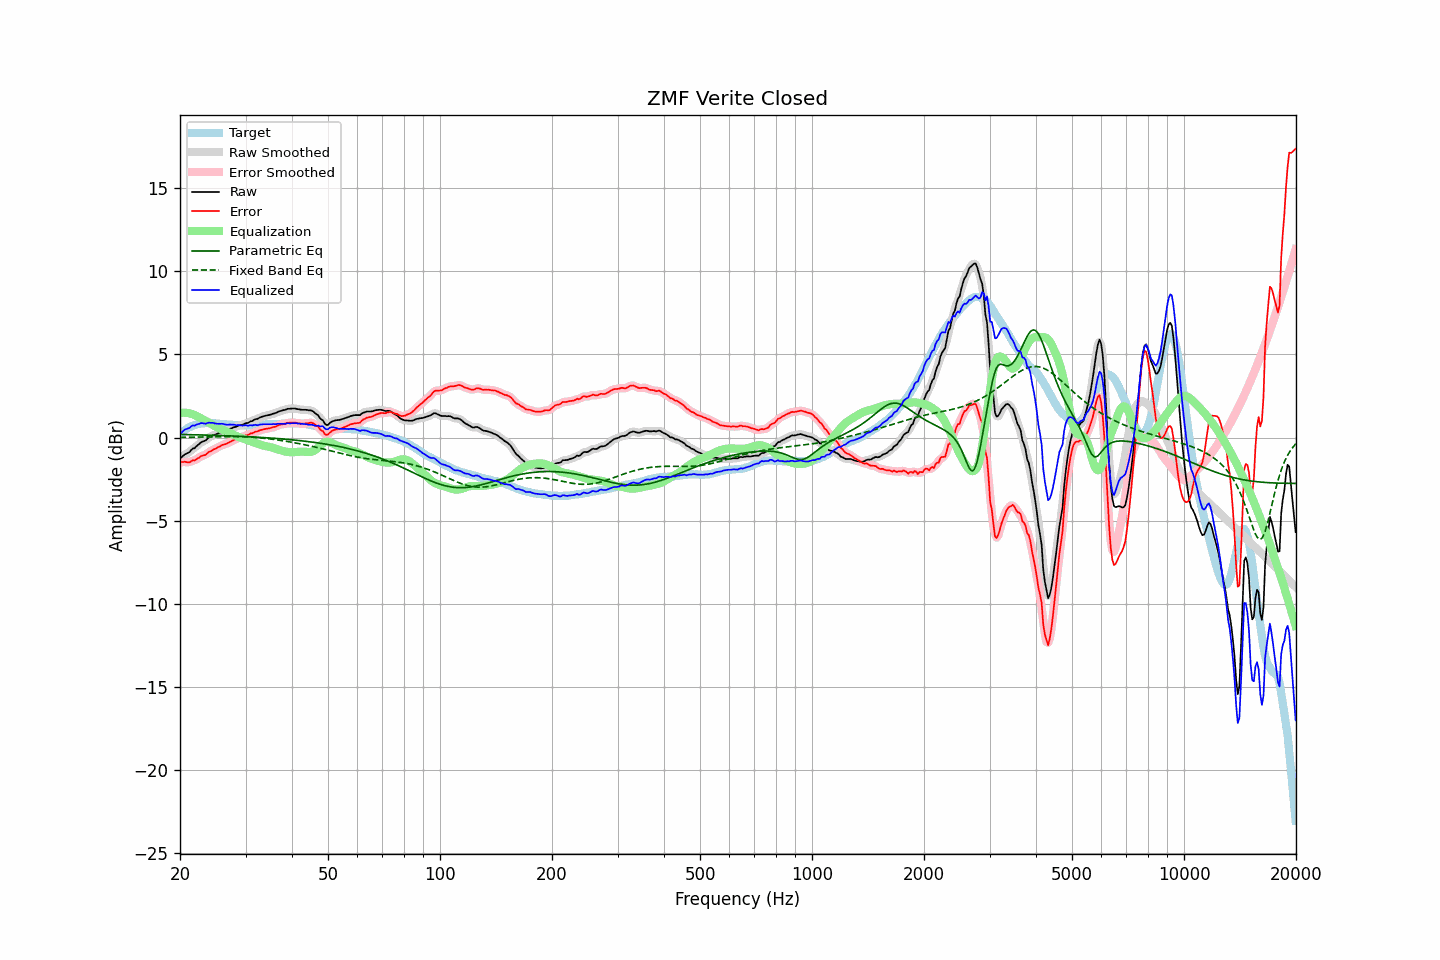 ZMF Verite Closed
Target
Raw Smoothed
Error Smoothed
Raw
Error
Equalization
Parametric Eq
Fixed Band Eq
Equalized
Amplitude (dBr)
15
10
5
0
−5
−10
−15
−20
−25
20
50
100
200
500
1000
2000
5000
10000
20000
Frequency (Hz)